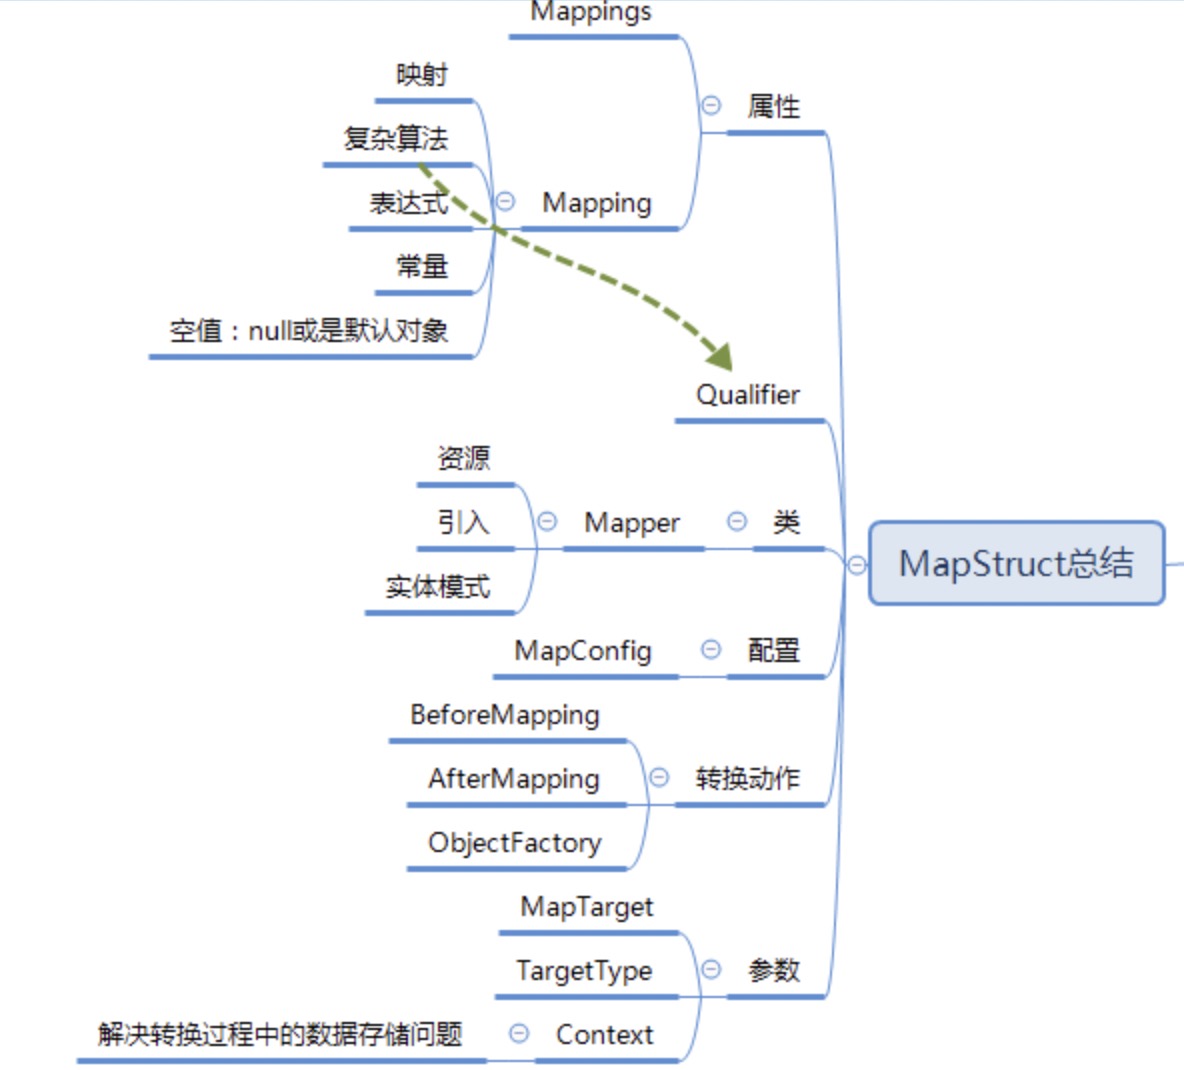 Mappings
映射
属性
复杂算法
表达式
Mapping
常量
空值：null或是默认对象
Qualifier
资源
引入
Mapper
类
MapStruct总结
实体模式
MapConfig
配置
BeforeMapping
AfterMapping
转换动作
ObjectFactory
MapTarget
TargetType
参数
解决转换过程中的数据存储问题
Context